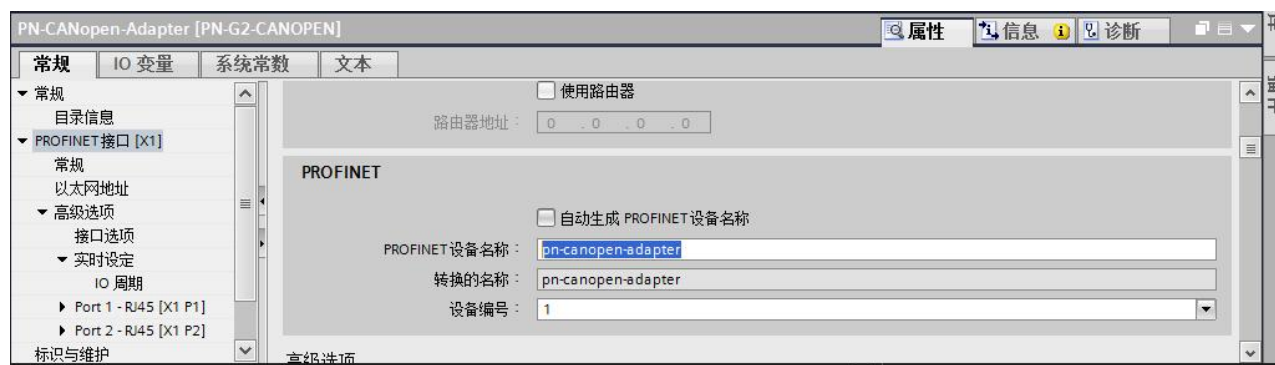 PN-CANopen-Adapter [PN-G2-CANOPEN]
属性
信息
诊断
常规
IO 变量
系统常数
文本
常规
目录信息
PROFINET接口 [X1]
常规
以太网地址
高级选项
接口选项
实时设定
IO 周期
Port 1 - RJ45 [X1 P1]
Port 2 - RJ45 [X1 P2]
标识与维护
使用路由器
路由器地址： 0 . 0 . 0 . 0
PROFINET
自动生成 PROFINET设备名称
PROFINET设备名称： pn-canopen-adapter
转换的名称： pn-canopen-adapter
设备编号： 1
高级选项